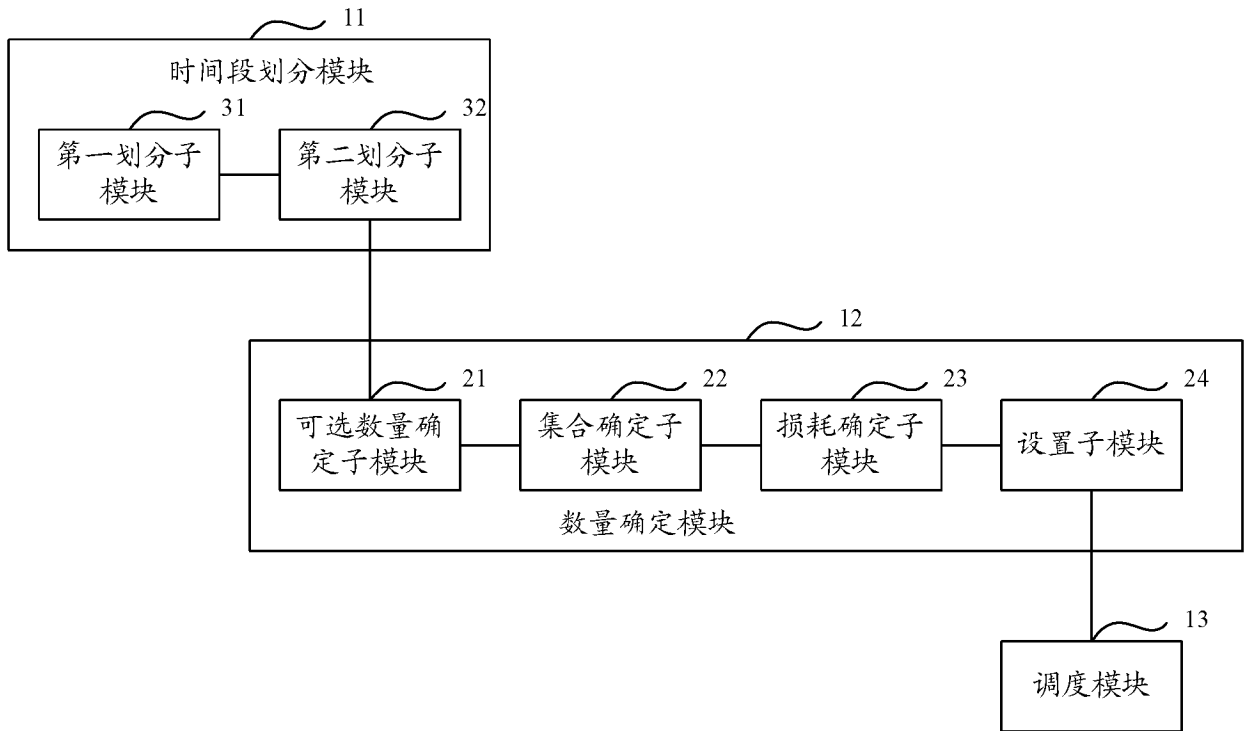 11
时间段划分模块
31
32
第一划分子
模块
第二划分子
模块
12
21
22
23
24
可选数量确
定子模块
集合确定子
模块
损耗确定子
模块
设置子模块
数量确定模块
13
调度模块